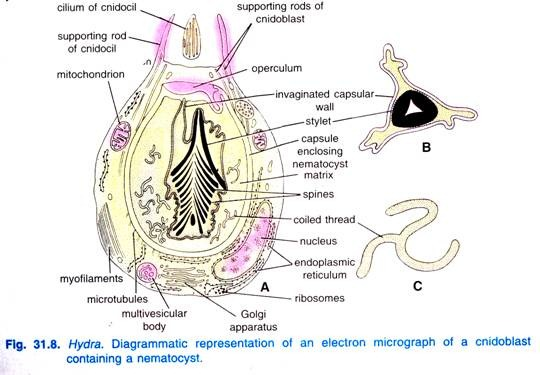 cilium of cnidocil
supporting rods of
cnidoblast
supporting rod
of cnidocil
operculum
mitochondrion
invaginated capsular
wall
stylet
B
capsule
enclosing
nematocyst
matrix
spines
coiled thread
nucleus
endoplasmic
reticulum
C
myofilaments
A
microtubules
ribosomes
multivesicular
body
Golgi
apparatus
Fig. 31.8. Hydra. Diagrammatic representation of an electron micrograph of a cnidoblast
containing a nematocyst.